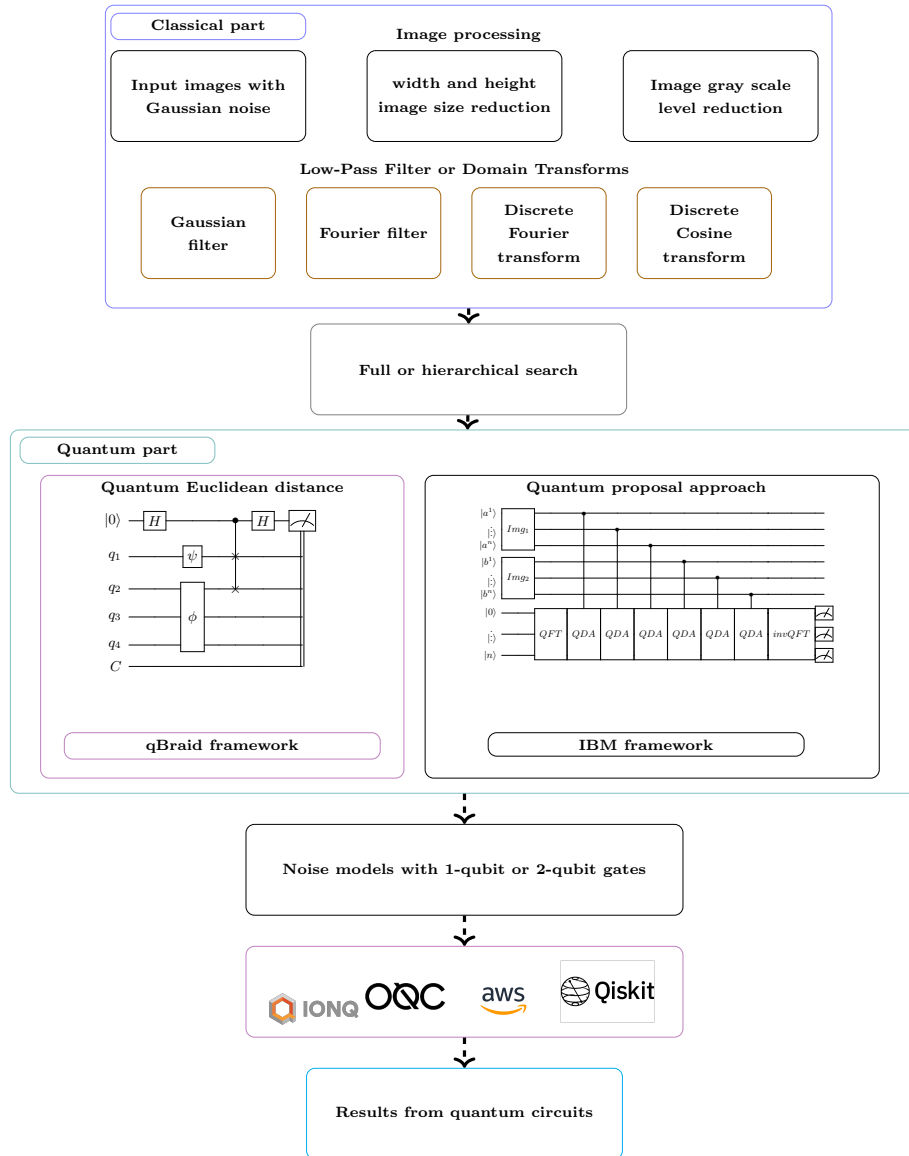 Classical part
Image processing
Input images with
Gaussian noise
width and height
image size reduction
Image gray scale
level reduction
Low-Pass Filter or Domain Transforms
Gaussian
filter
Fourier filter
Discrete
Fourier
transform
Discrete
Cosine
transform
Full or hierarchical search
Quantum part
Quantum Euclidean distance
|0⟩ H H
q₁ ψ
q₂
q₃ ϕ
q₄
C
qBraid framework
Quantum proposal approach
|a¹⟩
|⋮⟩ Img₁
|aⁿ⟩
|b¹⟩
|⋮⟩ Img₂
|bⁿ⟩
|0⟩
|⋮⟩ QFT QDA QDA QDA QDA QDA QDA invQFT
|n⟩
IBM framework
Noise models with 1-qubit or 2-qubit gates
IONQ OQC aws Qiskit
Results from quantum circuits